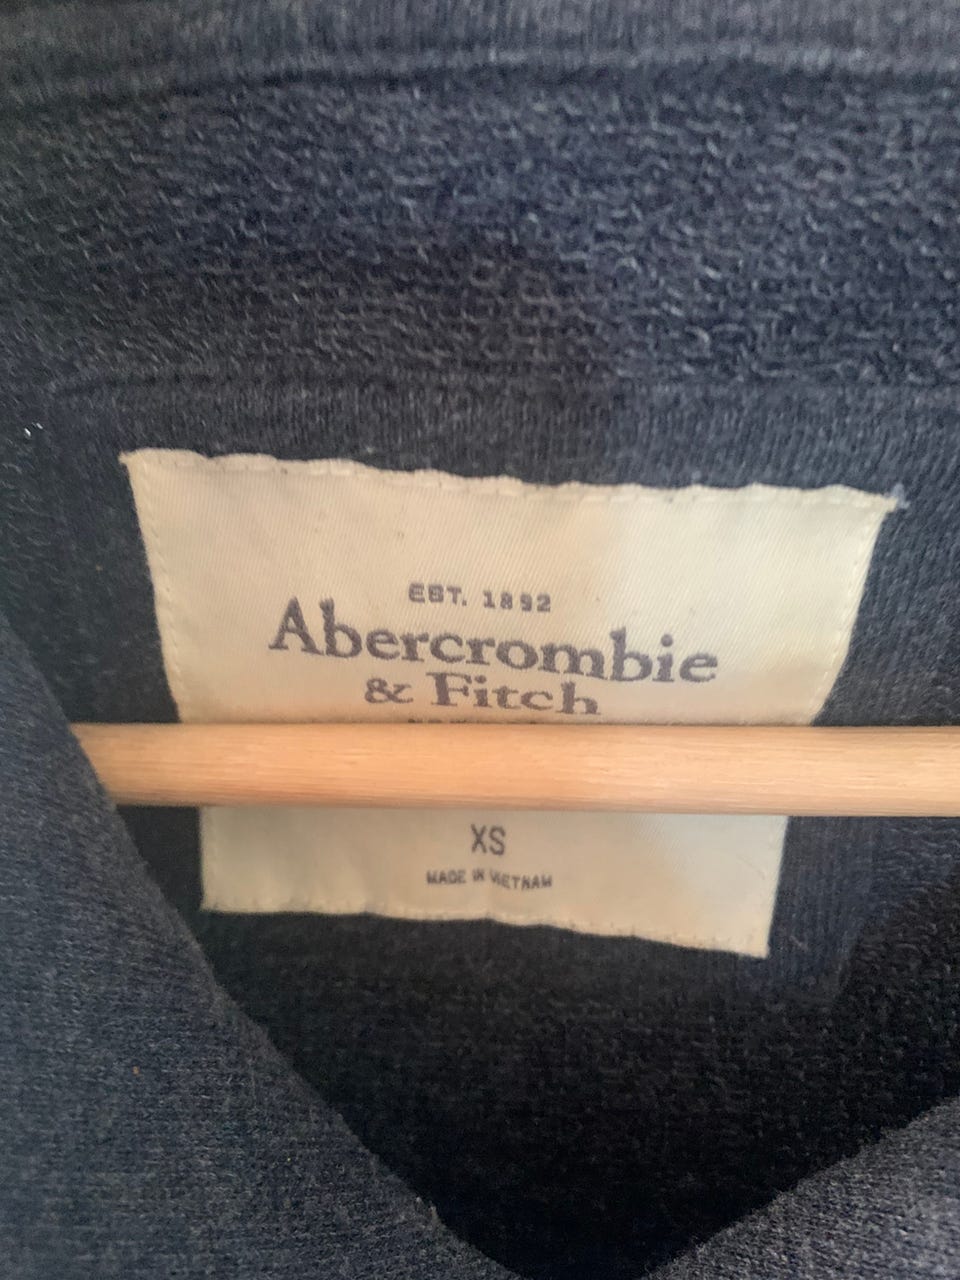 EST. 1892
Abercrombie
& Fitch
XS
MADE IN VIETNAM